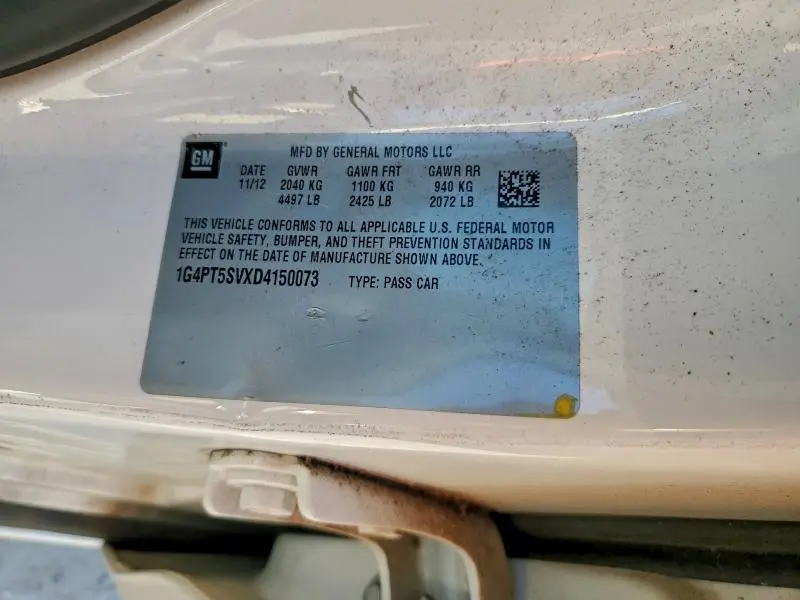 GM
MFD BY GENERAL MOTORS LLC
DATE GVWR GAWR FRT GAWR RR
11/12 2040 KG 1100 KG 940 KG
4497 LB 2425 LB 2072 LB
THIS VEHICLE CONFORMS TO ALL APPLICABLE U.S. FEDERAL MOTOR
VEHICLE SAFETY, BUMPER, AND THEFT PREVENTION STANDARDS IN
EFFECT ON THE DATE OF MANUFACTURE SHOWN ABOVE.
1G4PT5SVXD4150073 TYPE: PASS CAR